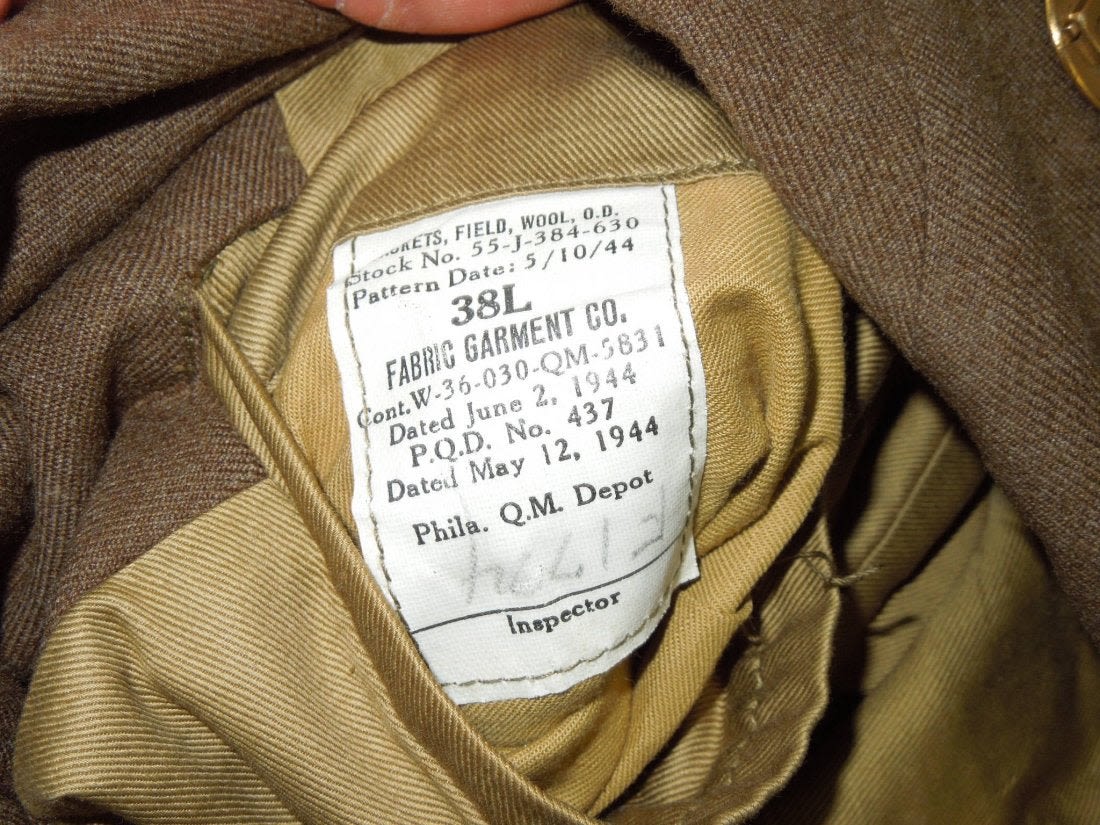 JACKETS, FIELD, WOOL, O.D.
Stock No. 55-J-384-630
Pattern Date: 5/10/44
38L
FABRIC GARMENT CO.
Cont. W-36-030-QM-5831
Dated June 2, 1944
P.Q.D. No. 437
Dated May 12, 1944
Phila. Q.M. Depot
Inspector